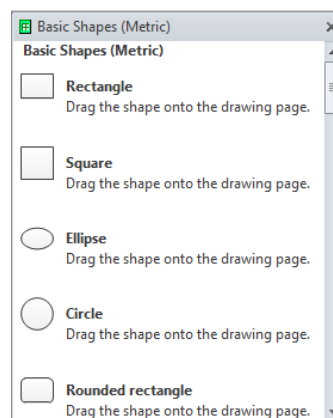 Basic Shapes (Metric)
Basic Shapes (Metric)
Rectangle
Drag the shape onto the drawing page.
Square
Drag the shape onto the drawing page.
Ellipse
Drag the shape onto the drawing page.
Circle
Drag the shape onto the drawing page.
Rounded rectangle
Drag the shape onto the drawing page.